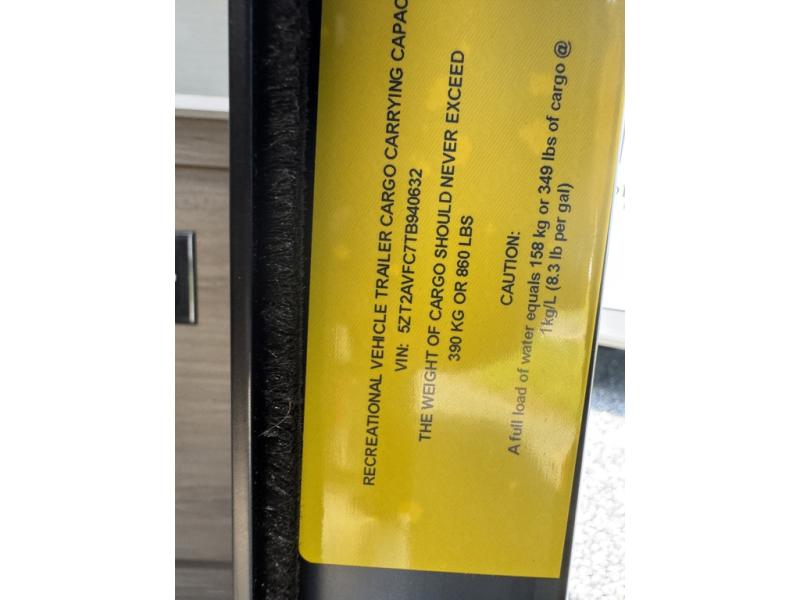 RECREATIONAL VEHICLE TRAILER CARGO CARRYING CAPAC
VIN: 5ZT2AVFC7TB940632
THE WEIGHT OF CARGO SHOULD NEVER EXCEED
390 KG OR 860 LBS
CAUTION:
A full load of water equals 158 kg or 349 lbs of cargo @
1kg/L (8.3 lb per gal)